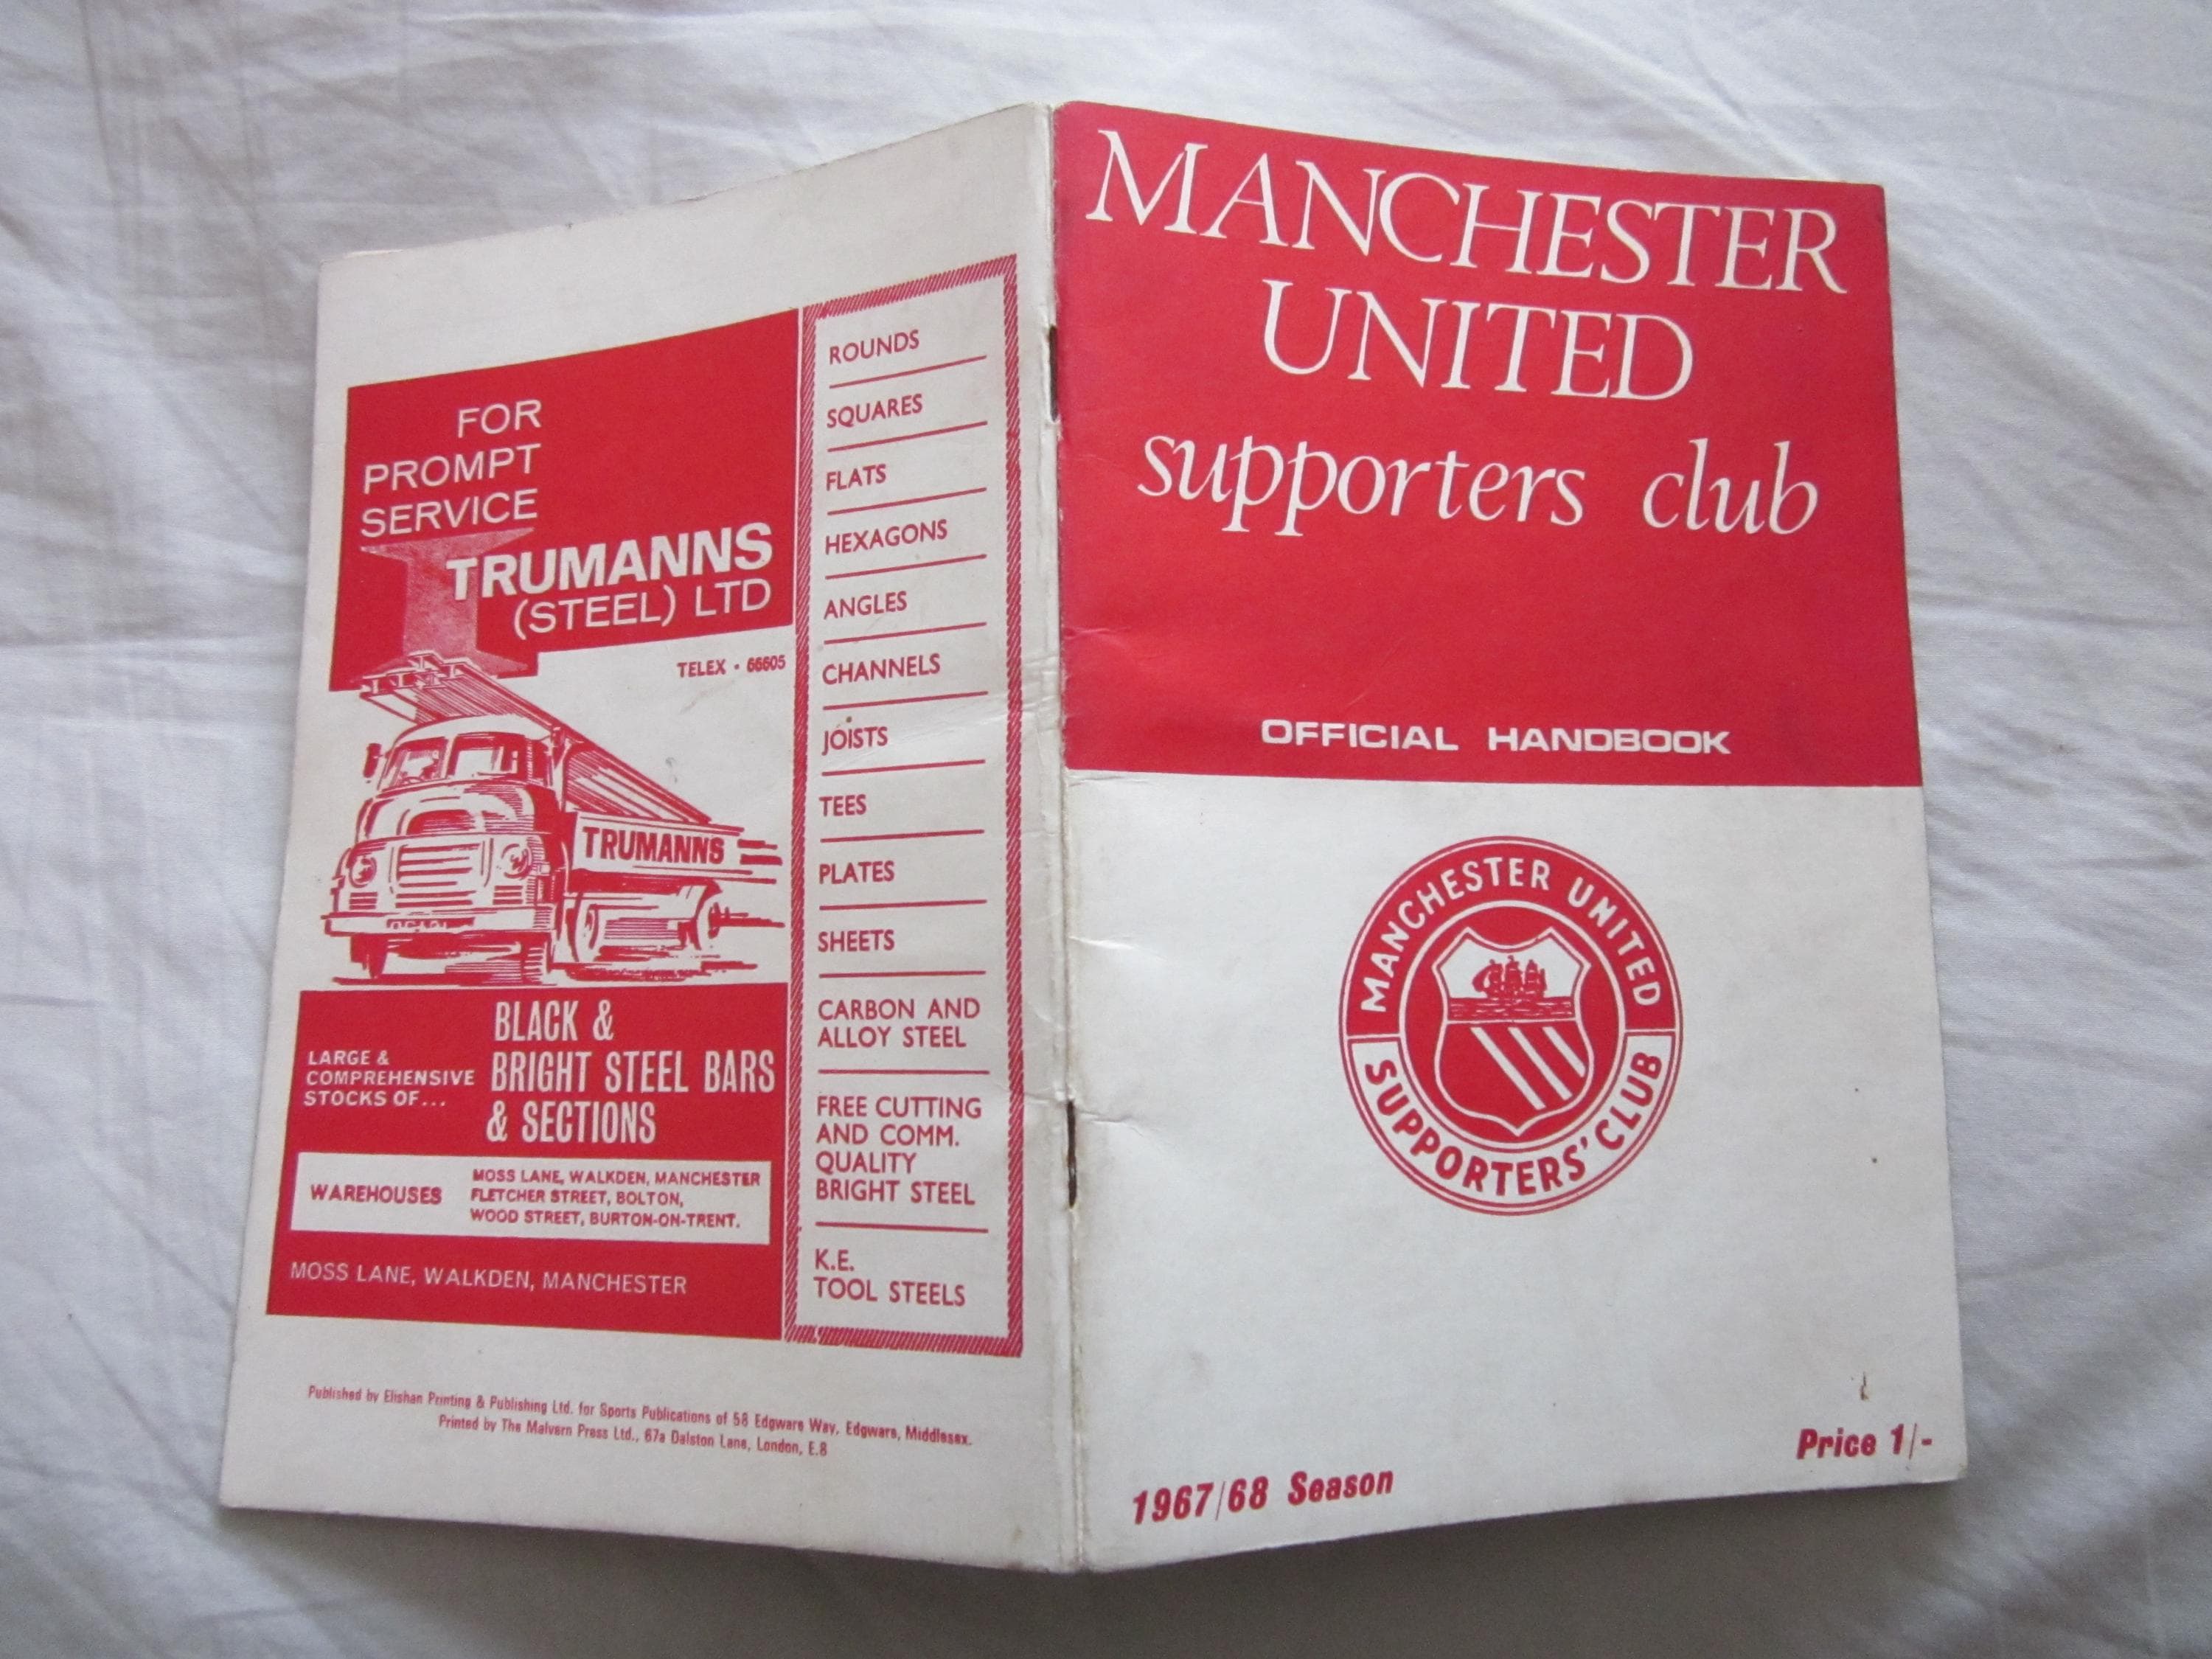 FOR
PROMPT
SERVICE
TRUMANNS
(STEEL) LTD
TELEX · 66605
TRUMANNS
LARGE &
COMPREHENSIVE
STOCKS OF...
BLACK &
BRIGHT STEEL BARS
& SECTIONS
WAREHOUSES
MOSS LANE, WALKDEN, MANCHESTER
FLETCHER STREET, BOLTON,
WOOD STREET, BURTON-ON-TRENT.
MOSS LANE, WALKDEN, MANCHESTER
ROUNDS
SQUARES
FLATS
HEXAGONS
ANGLES
CHANNELS
JOISTS
TEES
PLATES
SHEETS
CARBON AND
ALLOY STEEL
FREE CUTTING
AND COMM.
QUALITY
BRIGHT STEEL
K.E.
TOOL STEELS
Published by Elishan Printing & Publishing Ltd. for Sports Publications of 58 Edgware Way, Edgware, Middlesex.
Printed by The Malvern Press Ltd., 67a Dalston Lane, London, E.8
MANCHESTER
UNITED
supporters club
OFFICIAL HANDBOOK
MANCHESTER UNITED
SUPPORTERS' CLUB
Price 1/-
1967/68 Season